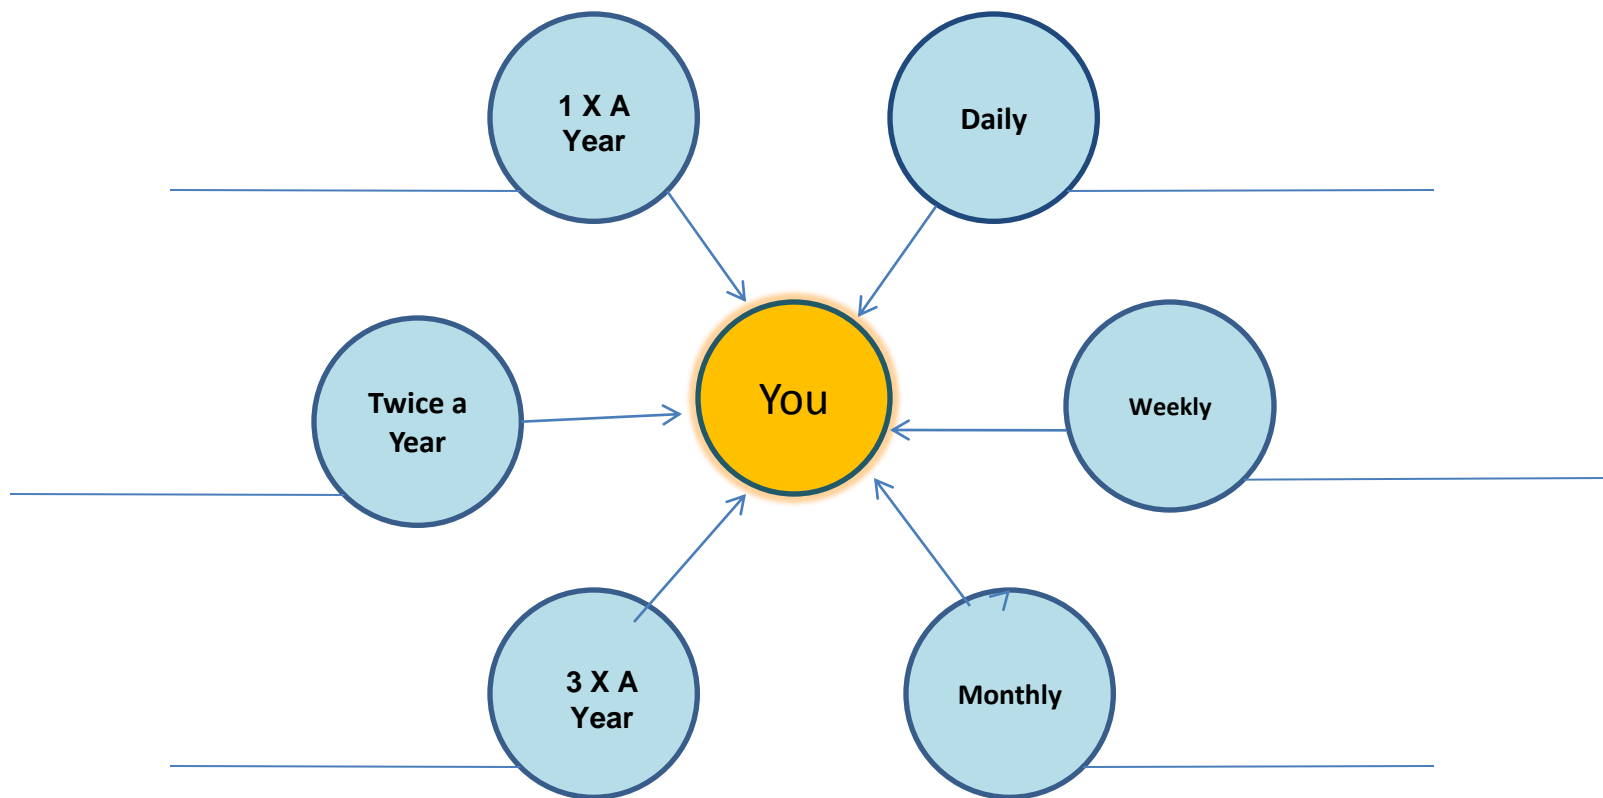 1 X A
Year
Daily
Twice a
Year
You
Weekly
3 X A
Year
Monthly